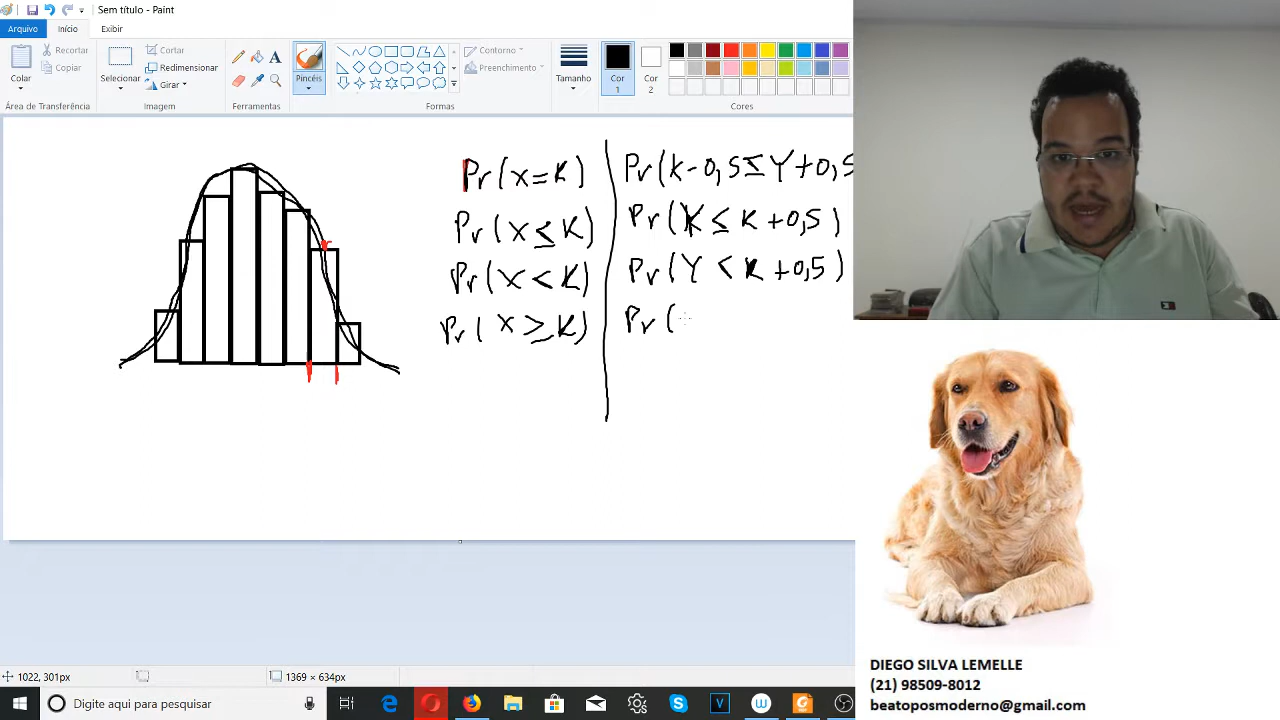 Sem título - Paint
Arquivo Início Exibir
Colar
Recortar
Copiar
Selecionar
Cortar
Redimensionar
Girar
Pincéis
Contorno
Preenchimento
Tamanho
Cor 1
Cor 2
Área de Transferência Imagem Ferramentas Formas Cores
Pr(x=k) Pr(k-0,5≤Y+0,5
Pr(X≤K) Pr(Y≤K+0,5)
Pr(X<K) Pr(Y<K+0,5)
Pr(X≥K) Pr(
1022, 301px 1369 × 634px
Digite aqui para pesquisar
DIEGO SILVA LEMELLE
(21) 98509-8012
beatoposmoderno@gmail.com